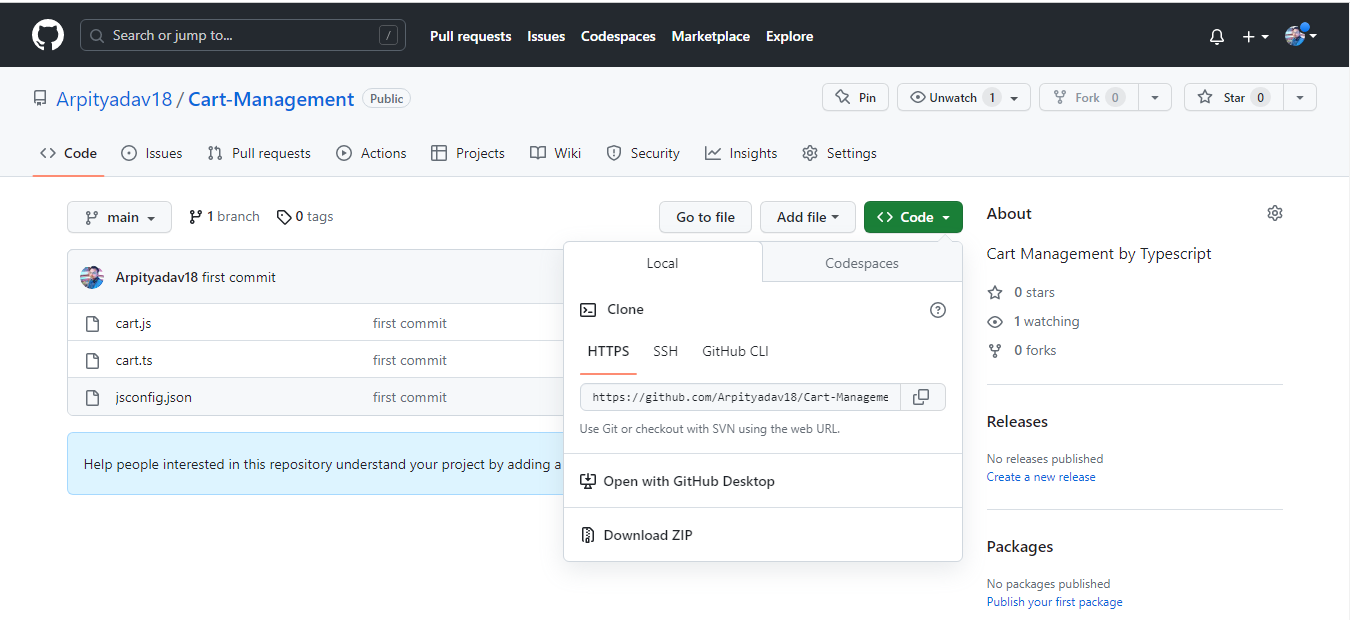 Search or jump to... /
Pull requests Issues Codespaces Marketplace Explore
Arpityadav18 / Cart-Management Public
Pin Unwatch 1 Fork 0 Star 0
<> Code Issues Pull requests Actions Projects Wiki Security Insights Settings
main 1 branch 0 tags
Go to file Add file <> Code
Arpityadav18 first commit
cart.js first commit
cart.ts first commit
jsconfig.json first commit
Help people interested in this repository understand your project by adding a
Local Codespaces
Clone ?
HTTPS SSH GitHub CLI
https://github.com/Arpityadav18/Cart-Manageme
Use Git or checkout with SVN using the web URL.
Open with GitHub Desktop
Download ZIP
About
Cart Management by Typescript
0 stars
1 watching
0 forks
Releases
No releases published
Create a new release
Packages
No packages published
Publish your first package